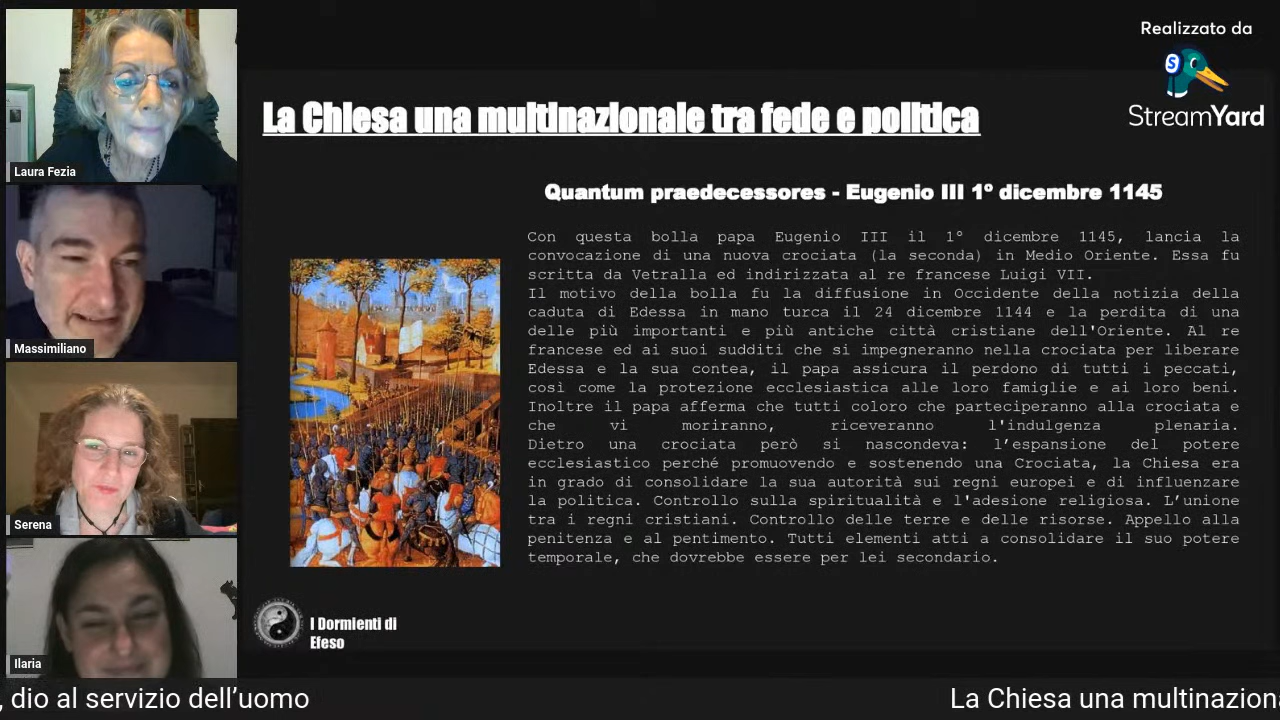 Realizzato da
StreamYard
La Chiesa una multinazionale tra fede e politica
Quantum praedecessores - Eugenio III 1° dicembre 1145
Con questa bolla papa Eugenio III il 1° dicembre 1145, lancia la
convocazione di una nuova crociata (la seconda) in Medio Oriente. Essa fu
scritta da Vetralla ed indirizzata al re francese Luigi VII.
Il motivo della bolla fu la diffusione in Occidente della notizia della
caduta di Edessa in mano turca il 24 dicembre 1144 e la perdita di una
delle più importanti e più antiche città cristiane dell'Oriente. Al re
francese ed ai suoi sudditi che si impegneranno nella crociata per liberare
Edessa e la sua contea, il papa assicura il perdono di tutti i peccati,
così come la protezione ecclesiastica alle loro famiglie e ai loro beni.
Inoltre il papa afferma che tutti coloro che parteciperanno alla crociata e
che vi moriranno, riceveranno l'indulgenza plenaria.
Dietro una crociata però si nascondeva: l’espansione del potere
ecclesiastico perché promuovendo e sostenendo una Crociata, la Chiesa era
in grado di consolidare la sua autorità sui regni europei e di influenzare
la politica. Controllo sulla spiritualità e l'adesione religiosa. L’unione
tra i regni cristiani. Controllo delle terre e delle risorse. Appello alla
penitenza e al pentimento. Tutti elementi atti a consolidare il suo potere
temporale, che dovrebbe essere per lei secondario.
I Dormienti di
Efeso
Laura Fezia
Massimiliano
Serena
Ilaria
, dio al servizio dell’uomo
La Chiesa una multinazion